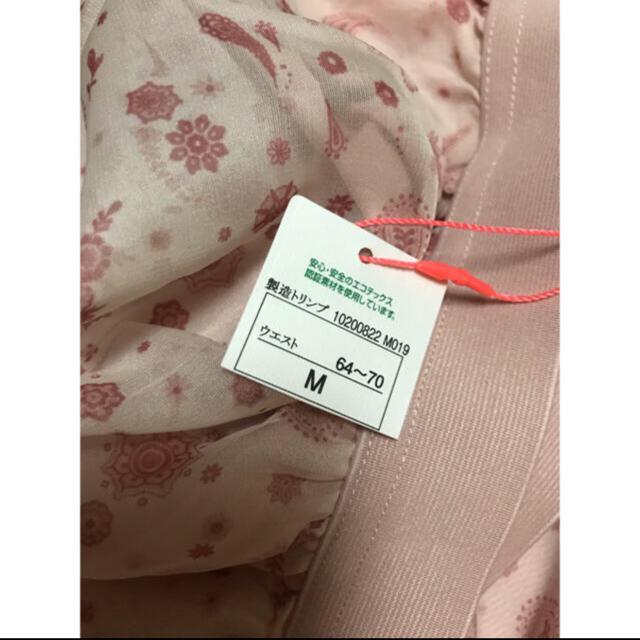 安心・安全のエコテックス
認証素材を使用しています。
製造トリンプ 10200822 M019
ウエスト 64～70
M